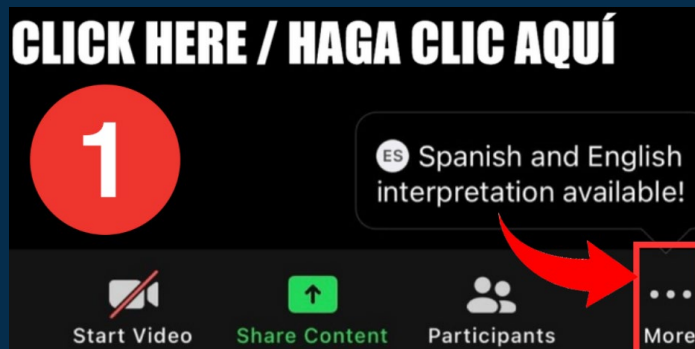 CLICK HERE / HAGA CLIC AQUÍ
1
ES Spanish and English
interpretation available!
Start Video Share Content Participants More